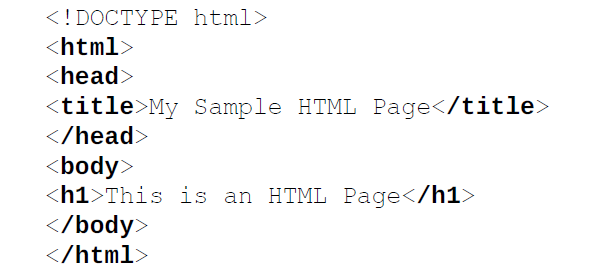 <!DOCTYPE html>
<html>
<head>
<title>My Sample HTML Page</title>
</head>
<body>
<h1>This is an HTML Page</h1>
</body>
</html>